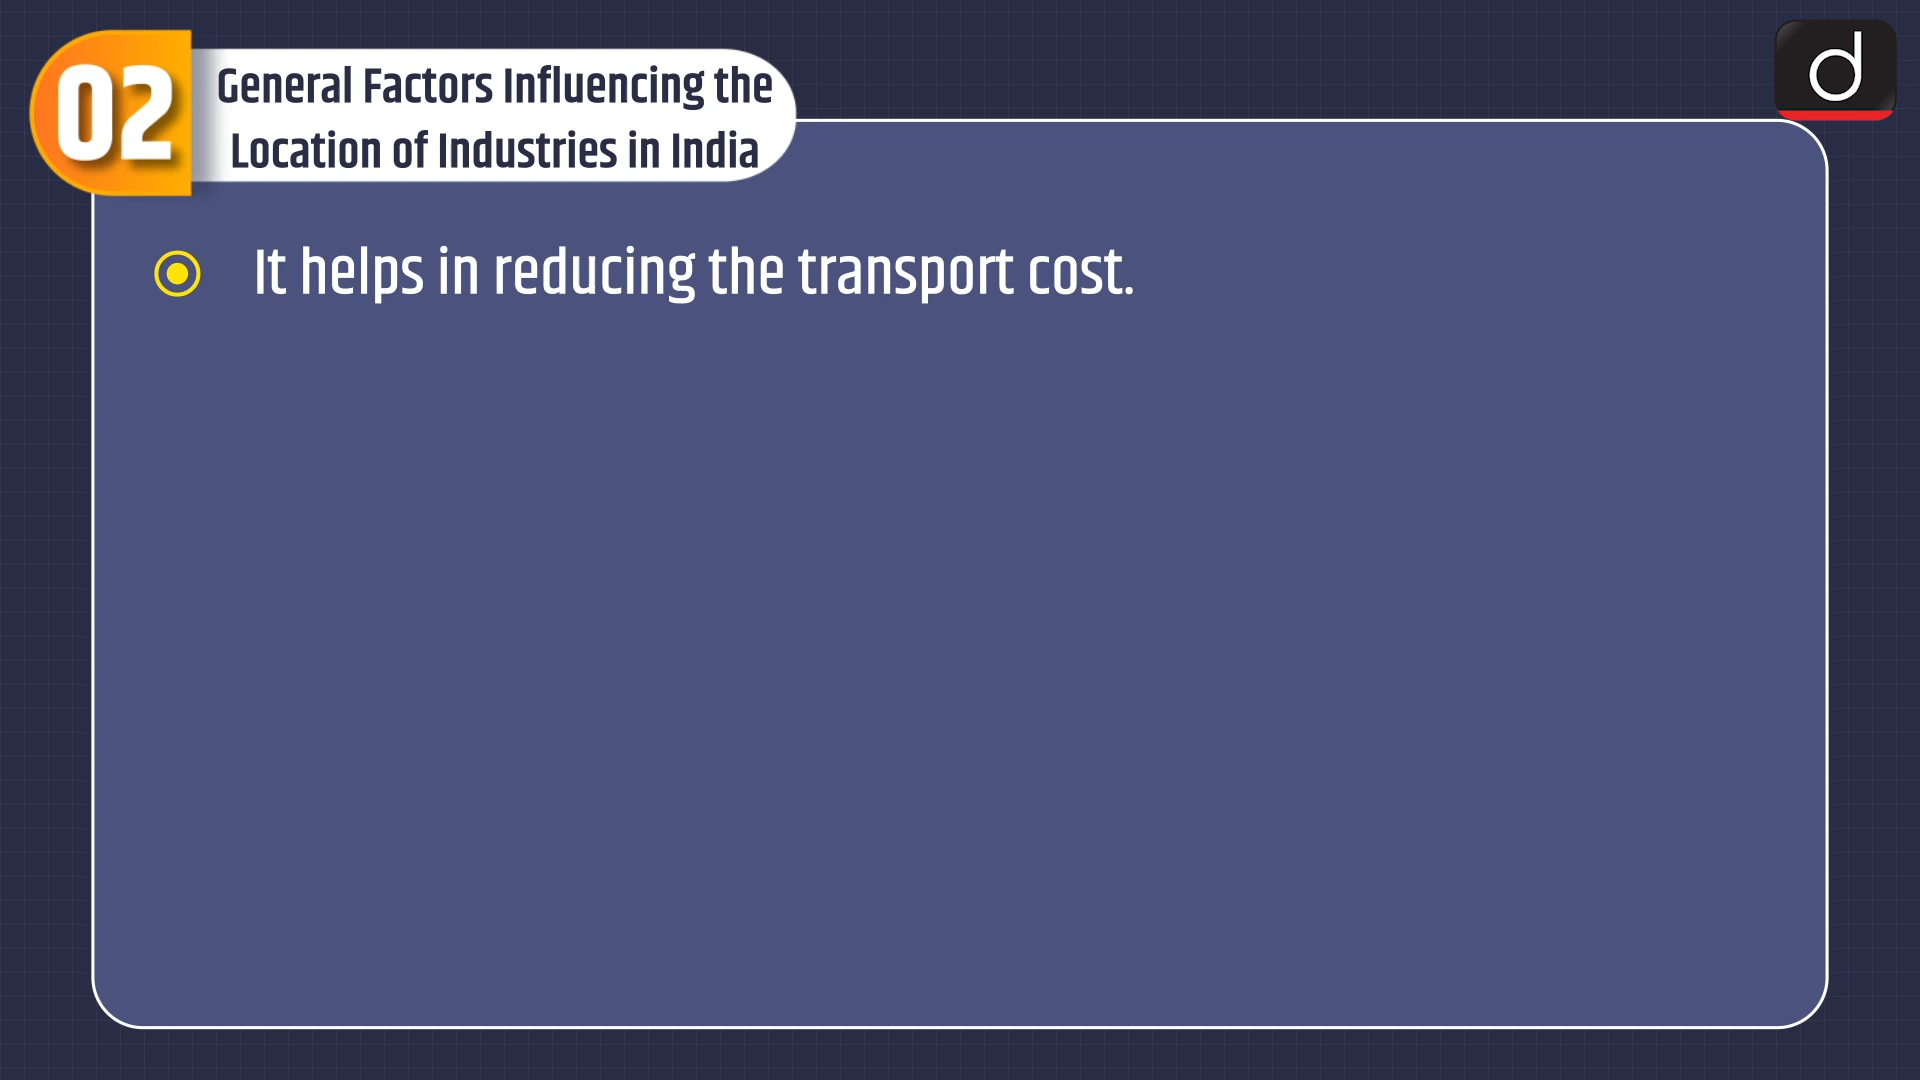 02
General Factors Influencing the
Location of Industries in India
d
It helps in reducing the transport cost.